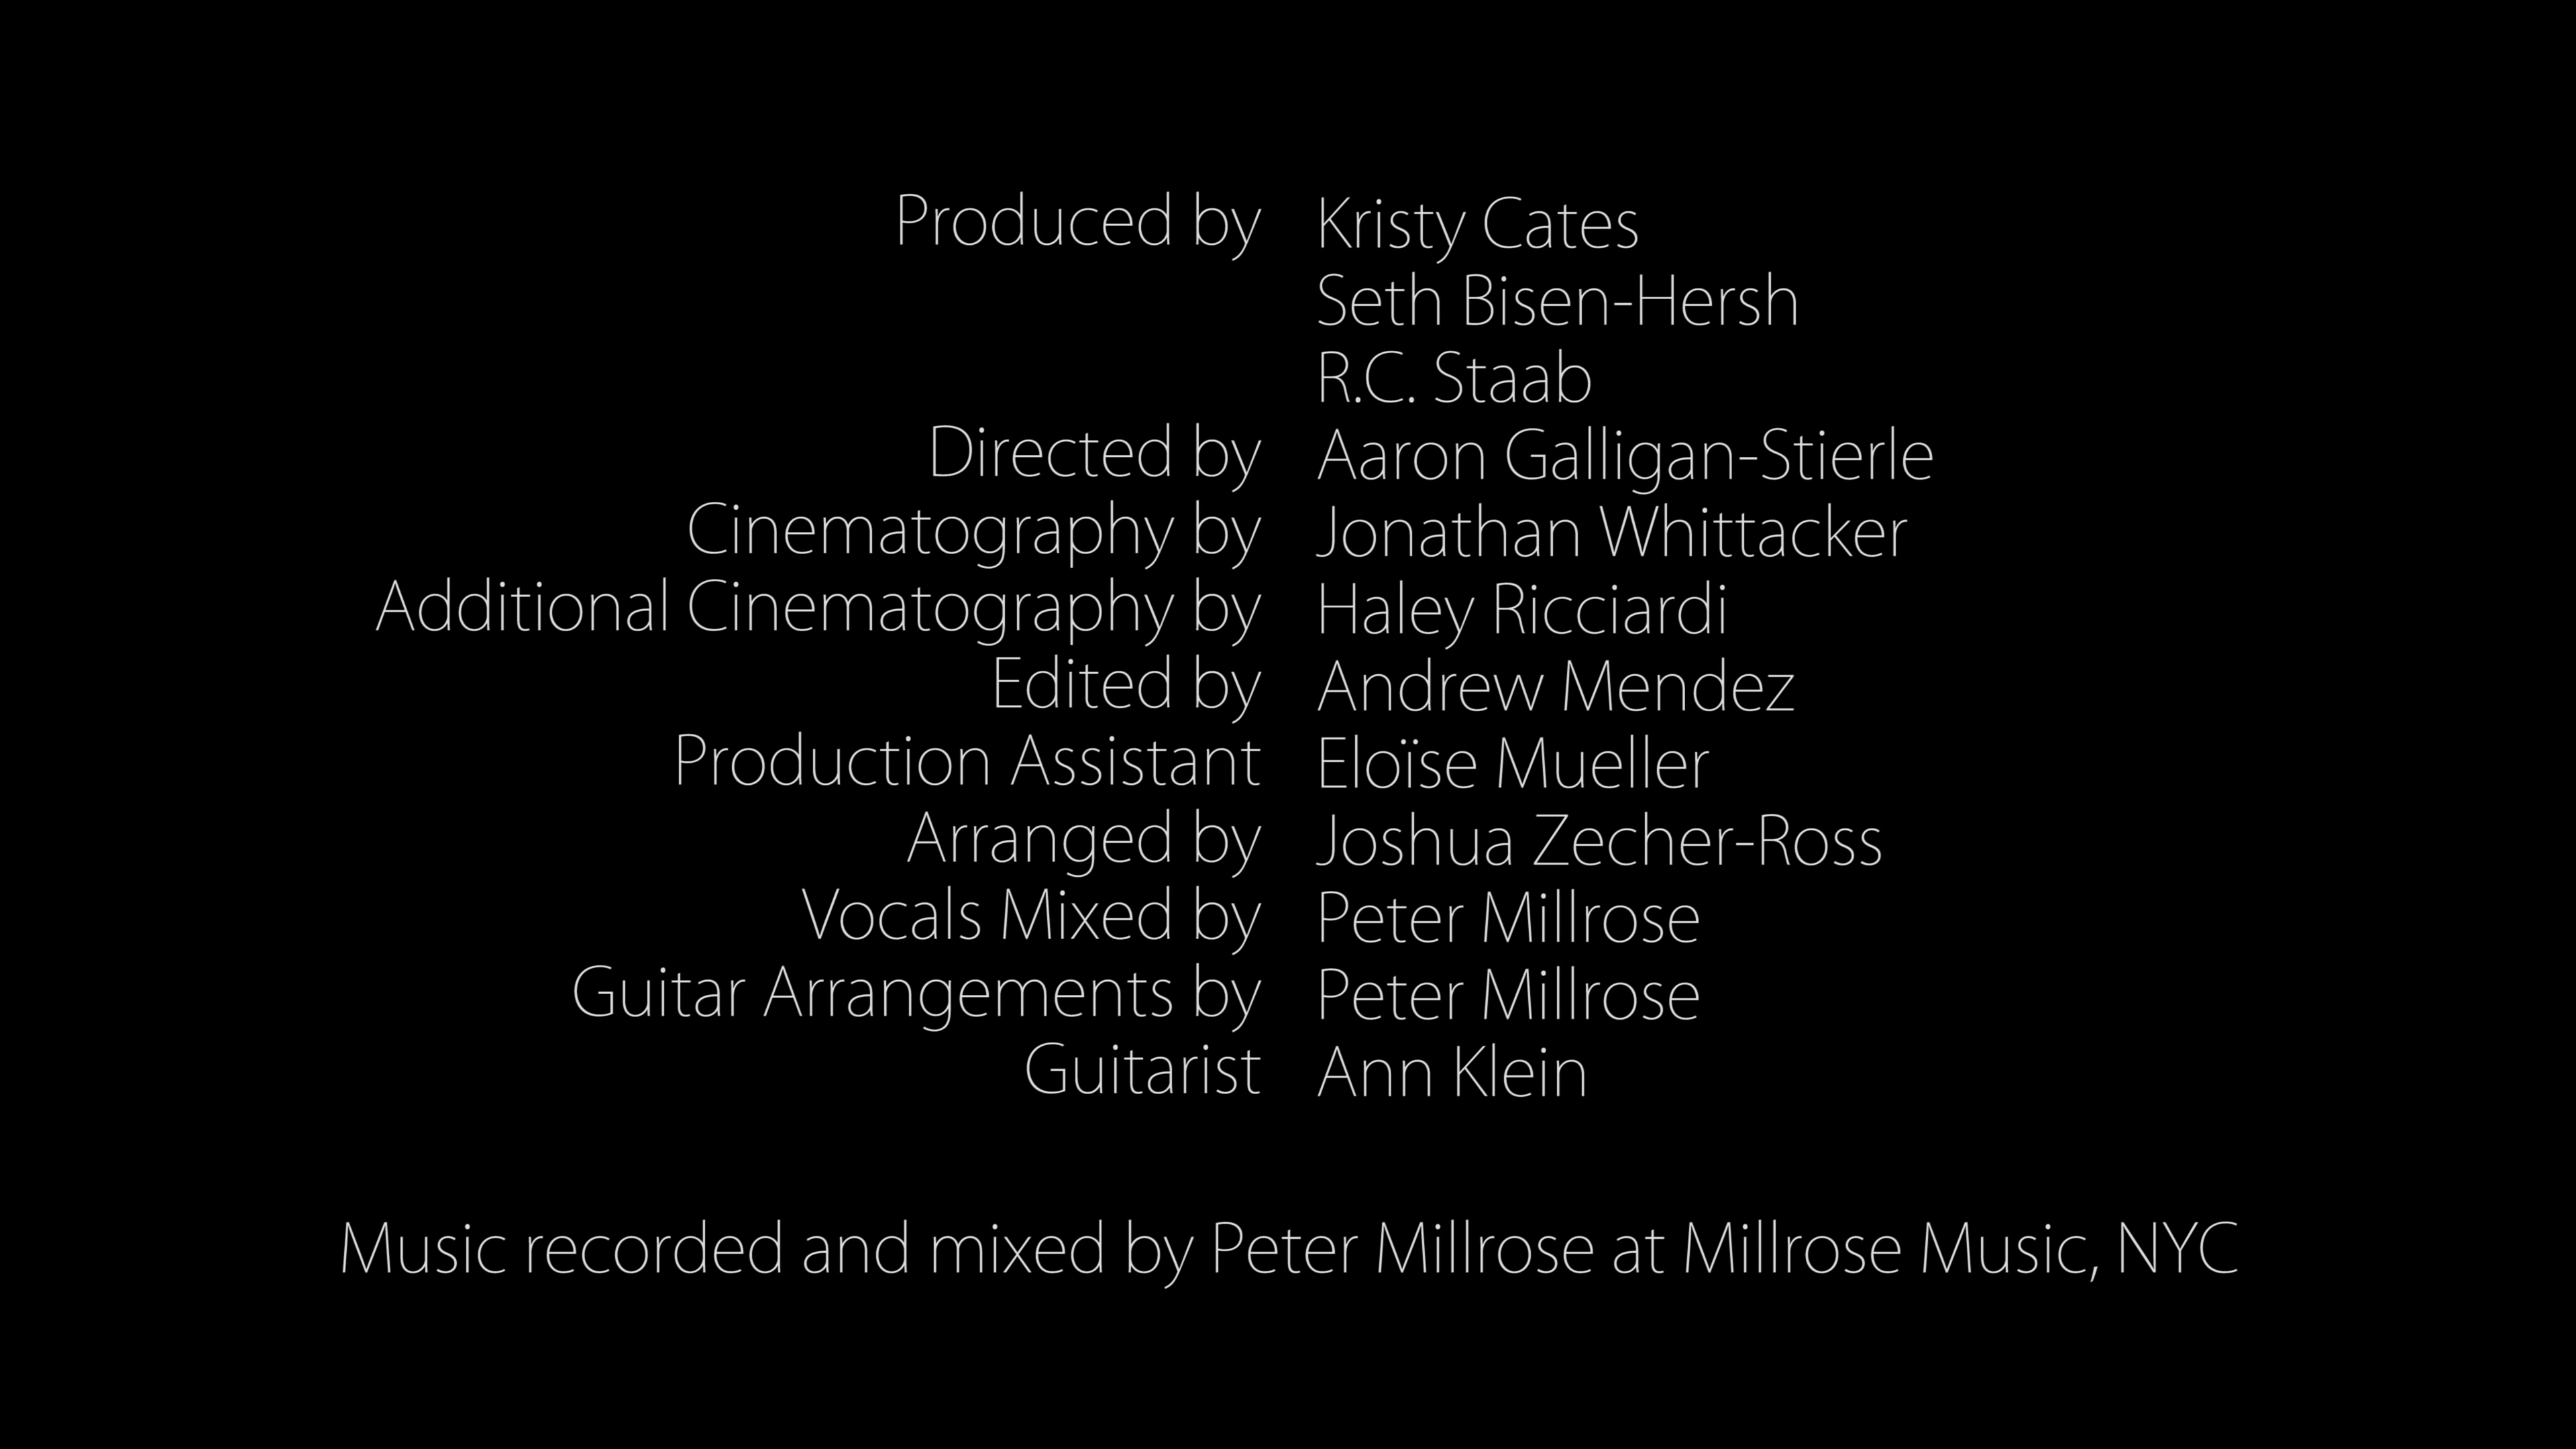 Produced by Kristy Cates
Seth Bisen-Hersh
R.C. Staab
Directed by Aaron Galligan-Stierle
Cinematography by Jonathan Whittacker
Additional Cinematography by Haley Ricciardi
Edited by Andrew Mendez
Production Assistant Eloïse Mueller
Arranged by Joshua Zecher-Ross
Vocals Mixed by Peter Millrose
Guitar Arrangements by Peter Millrose
Guitarist Ann Klein
Music recorded and mixed by Peter Millrose at Millrose Music, NYC